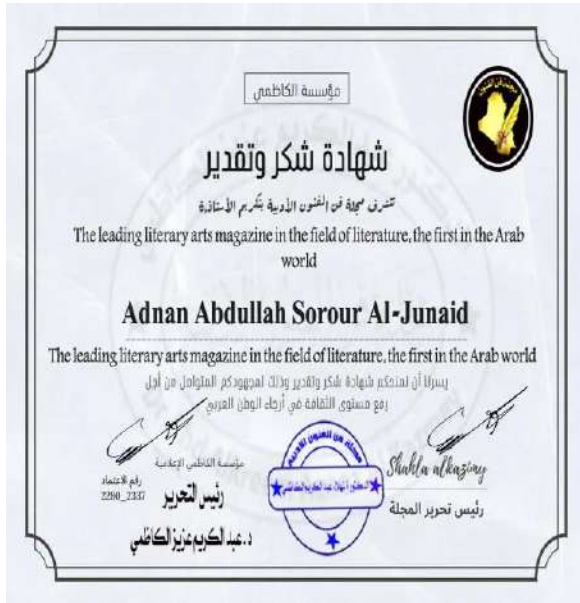 مؤسسة الكاظمي
شهادة شكر وتقدير
تتشرف مجلة فن الفنون الأدبية بتكريم الأستاذة
The leading literary arts magazine in the field of literature, the first in the Arab
world
Adnan Abdullah Sorour Al-Junaid
The leading literary arts magazine in the field of literature, the first in the Arab world
يسرنا أن نمنحكم شهادة شكر وتقدير وذلك لمجهودكم المتواصل من أجل
رفع مستوى الثقافة في أرجاء الوطن العربي
Shahla alkazimy
رئيس تحرير المجلة
مؤسسة الكاظمي الإعلامية
رقم الاعتماد
2280_2337
رئيس التحرير
د. عبد الكريم عزيز الكاظمي